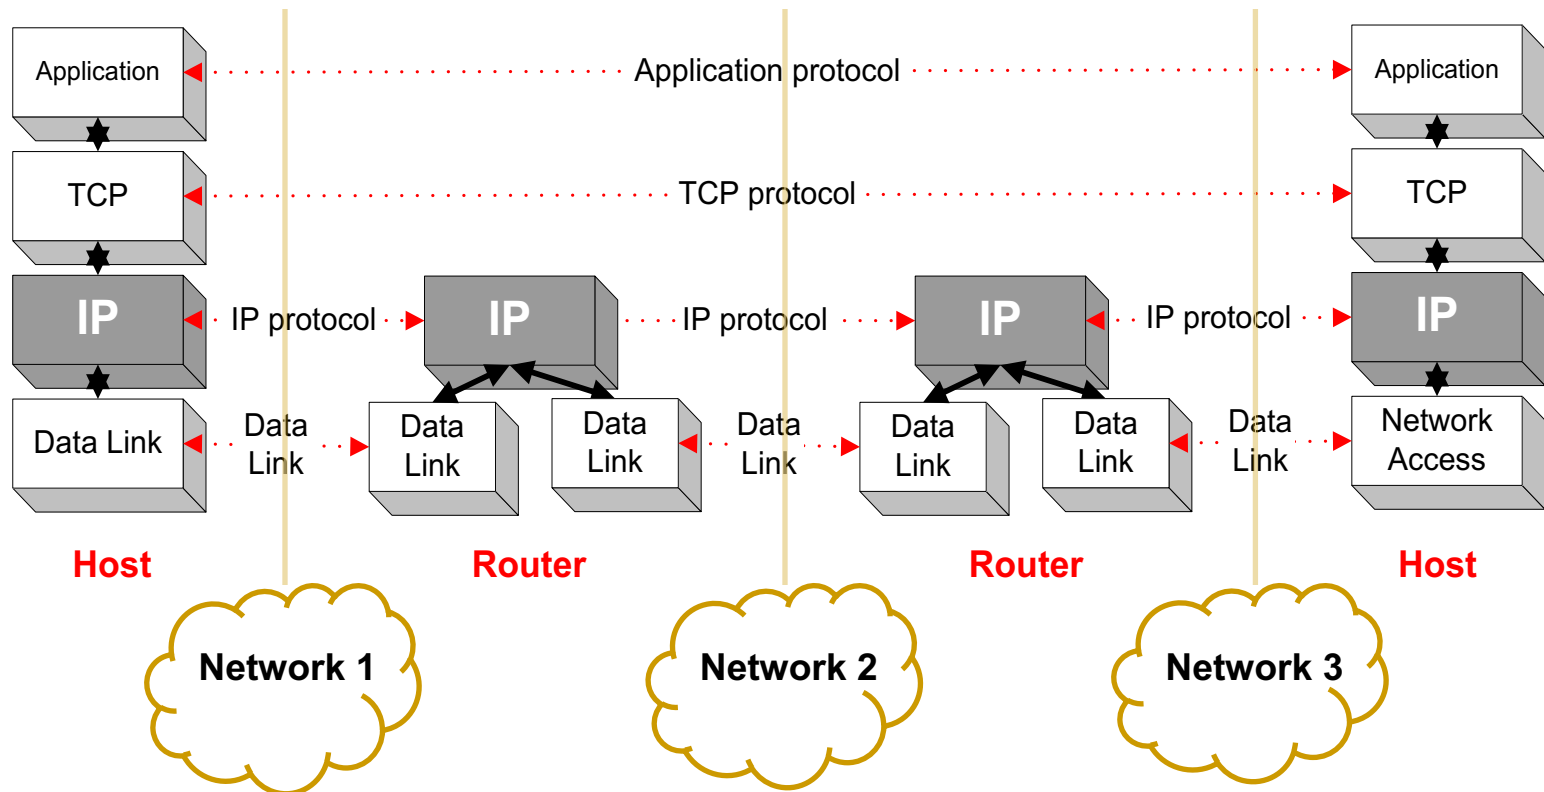 Application
Application protocol
Application
TCP
TCP protocol
TCP
IP
IP protocol
IP
IP protocol
IP
IP protocol
IP
Data Link
Data
Link
Data
Link
Data
Link
Data
Link
Data
Link
Data
Link
Data
Link
Network
Access
Host
Router
Router
Host
Network 1
Network 2
Network 3